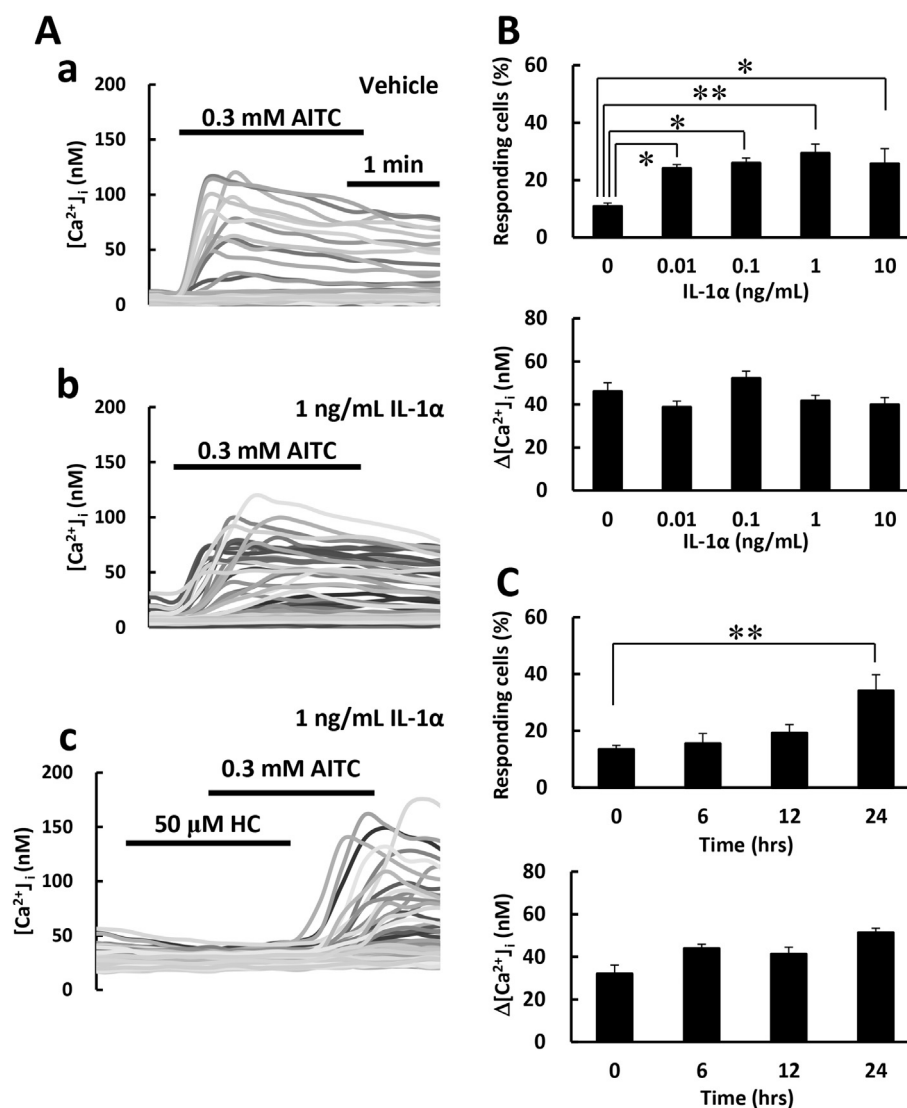 A
a
Vehicle
0.3 mM AITC
1 min
[Ca²⁺]ᵢ (nM)
200
150
100
50
0
b
1 ng/mL IL-1α
0.3 mM AITC
[Ca²⁺]ᵢ (nM)
200
150
100
50
0
c
1 ng/mL IL-1α
0.3 mM AITC
50 μM HC
[Ca²⁺]ᵢ (nM)
200
150
100
50
0
B
Responding cells (%)
60
40
20
0
*
**
*
*
0 0.01 0.1 1 10
IL-1α (ng/mL)
Δ[Ca²⁺]ᵢ (nM)
80
60
40
20
0
0 0.01 0.1 1 10
IL-1α (ng/mL)
C
Responding cells (%)
60
40
20
0
**
0 6 12 24
Time (hrs)
Δ[Ca²⁺]ᵢ (nM)
80
60
40
20
0
0 6 12 24
Time (hrs)